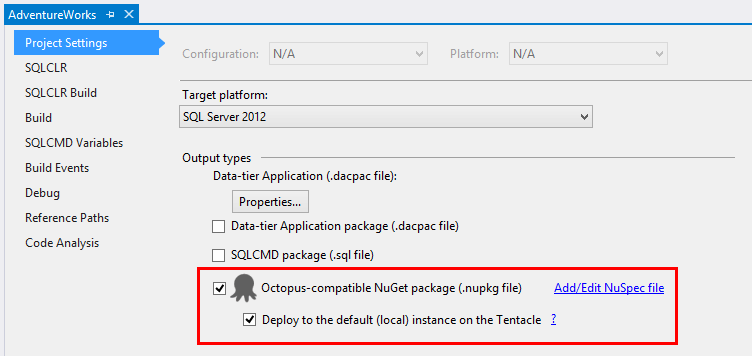 AdventureWorks
Project Settings
SQLCLR
SQLCLR Build
Build
SQLCMD Variables
Build Events
Debug
Reference Paths
Code Analysis
Configuration: N/A Platform: N/A
Target platform:
SQL Server 2012
Output types
Data-tier Application (.dacpac file):
Properties...
Data-tier Application package (.dacpac file)
SQLCMD package (.sql file)
Octopus-compatible NuGet package (.nupkg file) Add/Edit NuSpec file
Deploy to the default (local) instance on the Tentacle ?